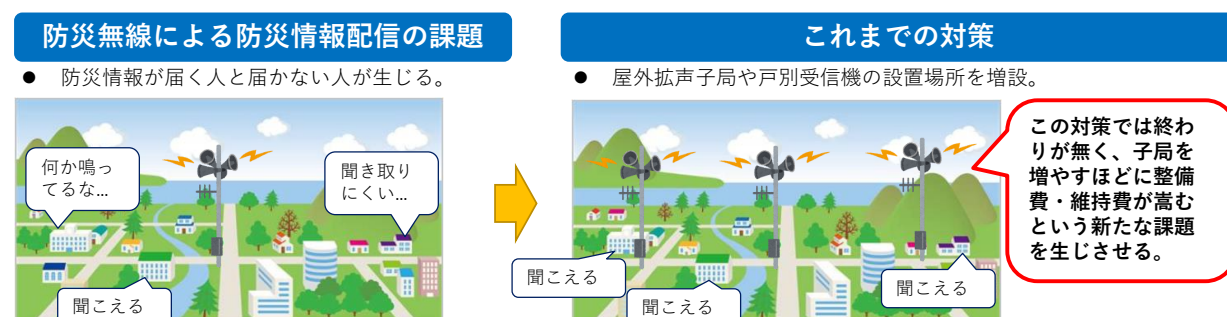 防災無線による防災情報配信の課題
● 防災情報が届く人と届かない人が生じる。
何か鳴っ
てるな…
聞き取り
にくい…
聞こえる
これまでの対策
● 屋外拡声子局や戸別受信機の設置場所を増設。
聞こえる
聞こえる
聞こえる
この対策では終わ
りが無く、子局を
増やすほどに整備
費・維持費が嵩む
という新たな課題
を生じさせる。